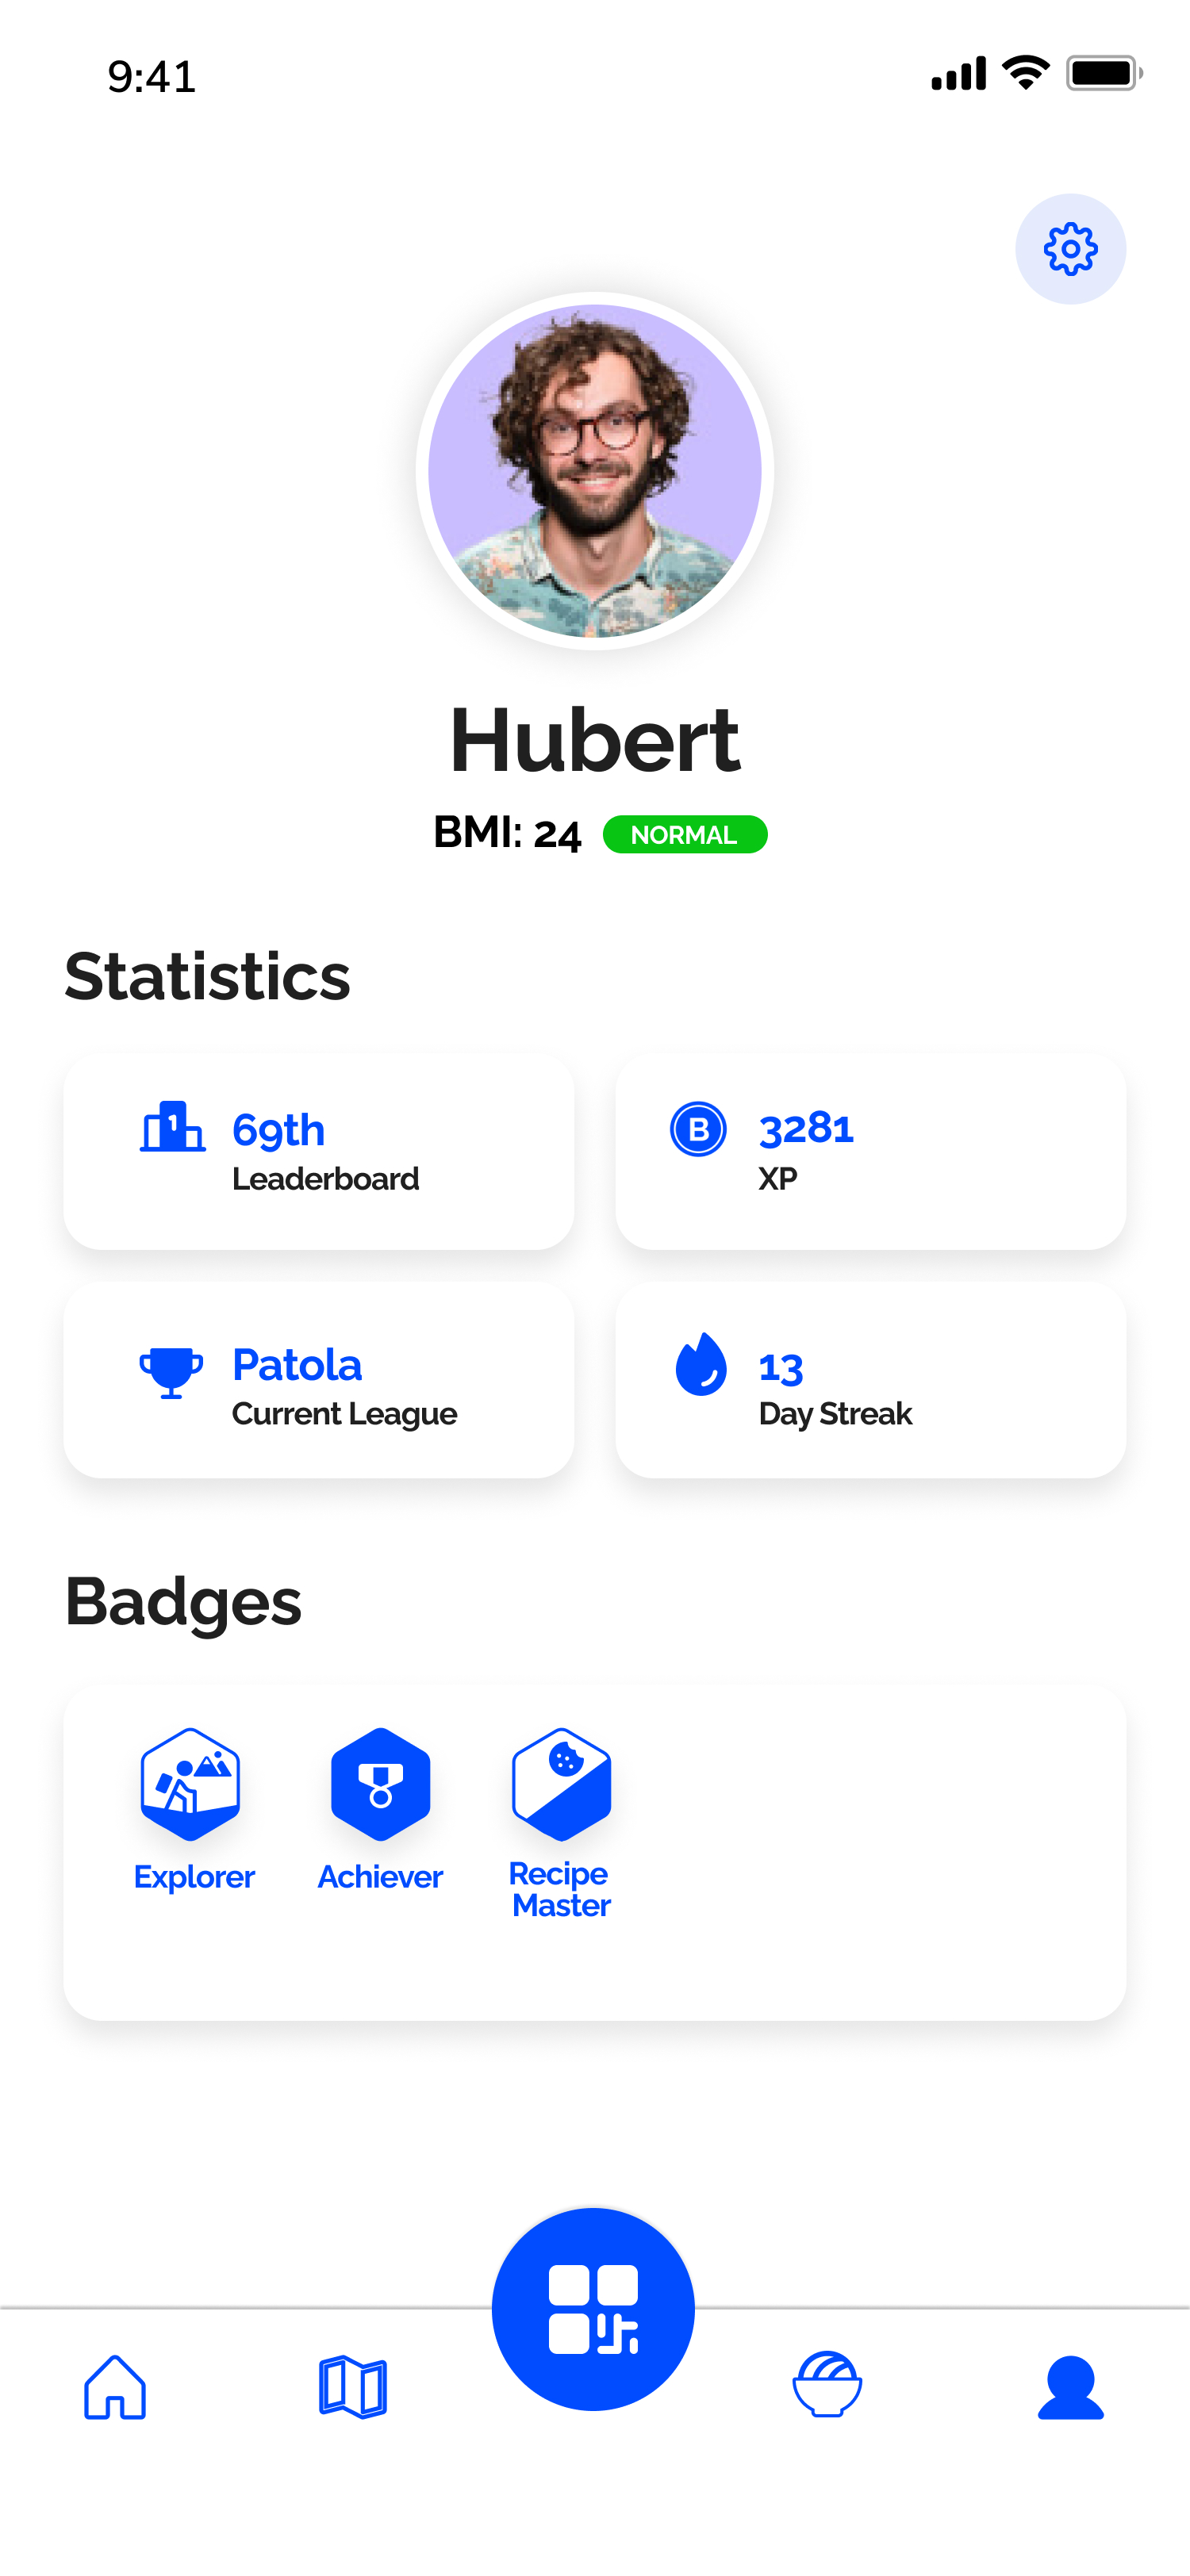 9:41
Hubert
BMI: 24 NORMAL
Statistics
1 69th
Leaderboard
B 3281
XP
Patola
Current League
13
Day Streak
Badges
Explorer
Achiever
Recipe
Master